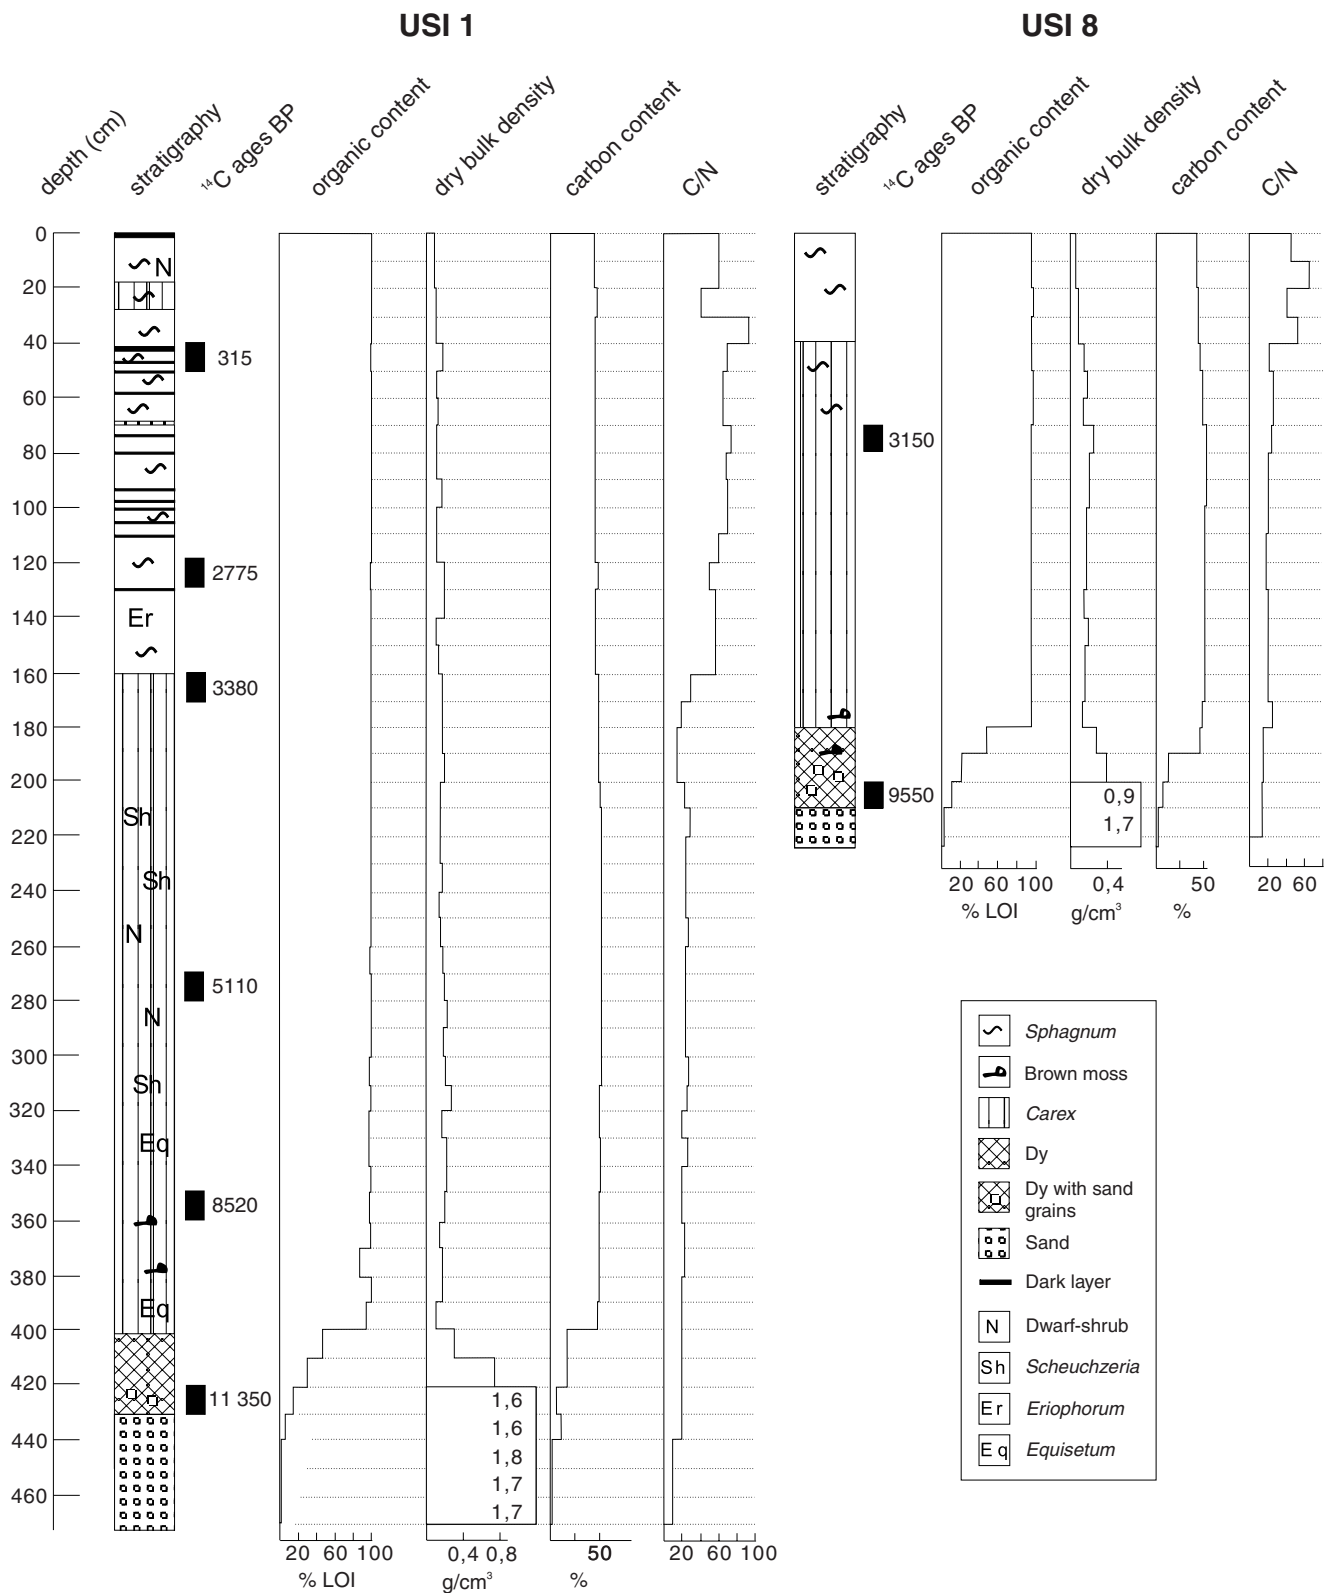 USI 1
USI 8
depth (cm)
stratigraphy
¹⁴C ages BP
organic content
dry bulk density
carbon content
C/N
stratigraphy
¹⁴C ages BP
organic content
dry bulk density
carbon content
C/N
0
20
40
60
80
100
120
140
160
180
200
220
240
260
280
300
320
340
360
380
400
420
440
460
N
Er
Sh
Sh
N
N
Sh
Eq
Eq
315
2775
3380
5110
8520
11 350
1,6
1,6
1,8
1,7
1,7
20 60 100
% LOI
0,4 0,8
g/cm³
50
%
20 60 100
3150
9550
0,9
1,7
20 60 100
% LOI
0,4
g/cm³
50
%
20 60
Sphagnum
Brown moss
Carex
Dy
Dy with sand
grains
Sand
Dark layer
N Dwarf-shrub
Sh Scheuchzeria
Er Eriophorum
Eq Equisetum